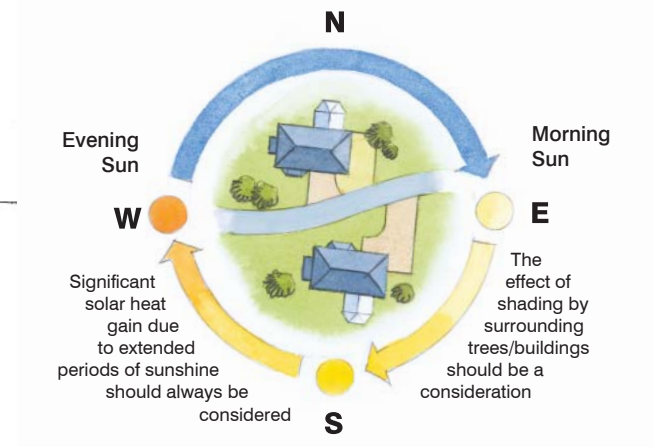 N
Evening
Sun
Morning
Sun
W
E
Significant
solar heat
gain due
to extended
periods of sunshine
should always be
considered
The
effect of
shading by
surrounding
trees/buildings
should be a
consideration
S